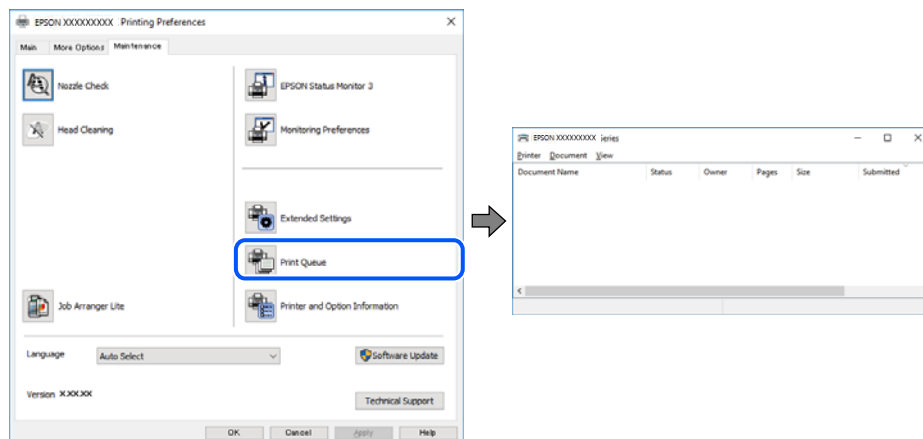 EPSON XXXXXXXXX Printing Preferences
Main More Options Maintenance
Nozzle Check
EPSON Status Monitor 3
Head Cleaning
Monitoring Preferences
Extended Settings
Print Queue
Job Arranger Lite
Printer and Option Information
Language Auto Select Software Update
Version X.XX.XX
Technical Support
OK Cancel Apply Help
EPSON XXXXXXXXX ieries
Printer Document View
Document Name Status Owner Pages Size Submitted